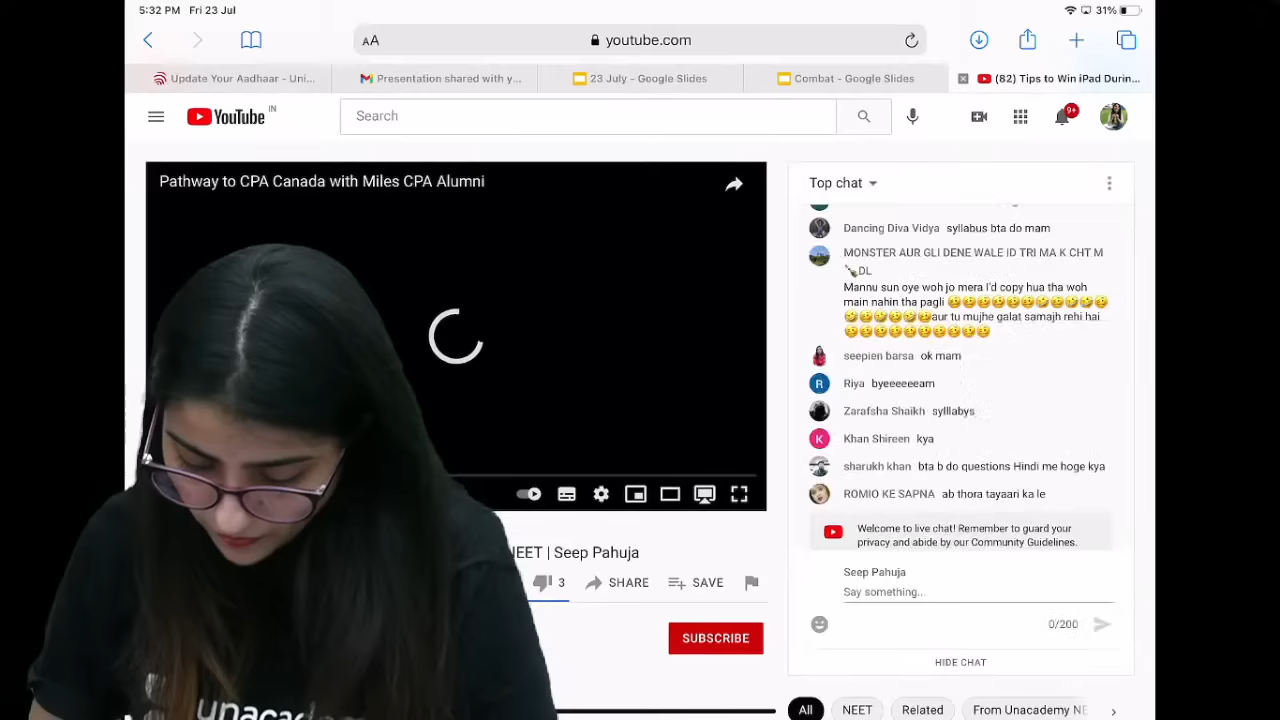 5:32 PM Fri 23 Jul
31%
AA
youtube.com
Update Your Aadhaar - Uni...
Presentation shared with y...
23 July - Google Slides
Combat - Google Slides
(82) Tips to Win iPad Durin...
YouTube IN
Search
9+
Pathway to CPA Canada with Miles CPA Alumni
Top chat
Dancing Diva Vidya syllabus bta do mam
MONSTER AUR GLI DENE WALE ID TRI MA K CHT M
DL
Mannu sun oye woh jo mera I'd copy hua tha woh
main nahin tha pagli
aur tu mujhe galat samajh rehi hai
seepien barsa ok mam
R Riya byeeeeeam
Zarafsha Shaikh sylllabys
K Khan Shireen kya
sharukh khan bta b do questions Hindi me hoge kya
ROMIO KE SAPNA ab thora tayaari ka le
Welcome to live chat! Remember to guard your
privacy and abide by our Community Guidelines.
Seep Pahuja
Say something...
0/200
HIDE CHAT
NEET | Seep Pahuja
3 SHARE SAVE
SUBSCRIBE
All NEET Related From Unacademy NE
unacad